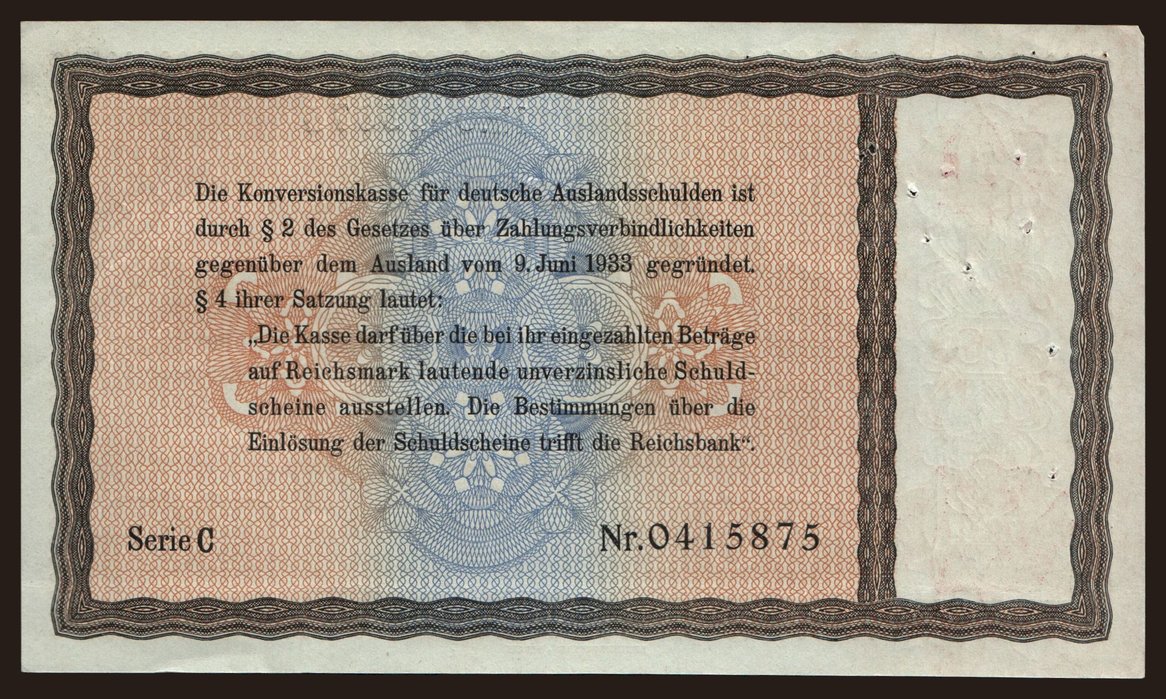 Die Konversionskasse für deutsche Auslandsschulden ist
durch § 2 des Gesetzes über Zahlungsverbindlichkeiten
gegenüber dem Ausland vom 9. Juni 1933 gegründet.
§ 4 ihrer Satzung lautet:
„Die Kasse darf über die bei ihr eingezahlten Beträge
auf Reichsmark lautende unverzinsliche Schuld-
scheine ausstellen. Die Bestimmungen über die
Einlösung der Schuldscheine trifft die Reichsbank“.
Serie C
Nr. 0415875